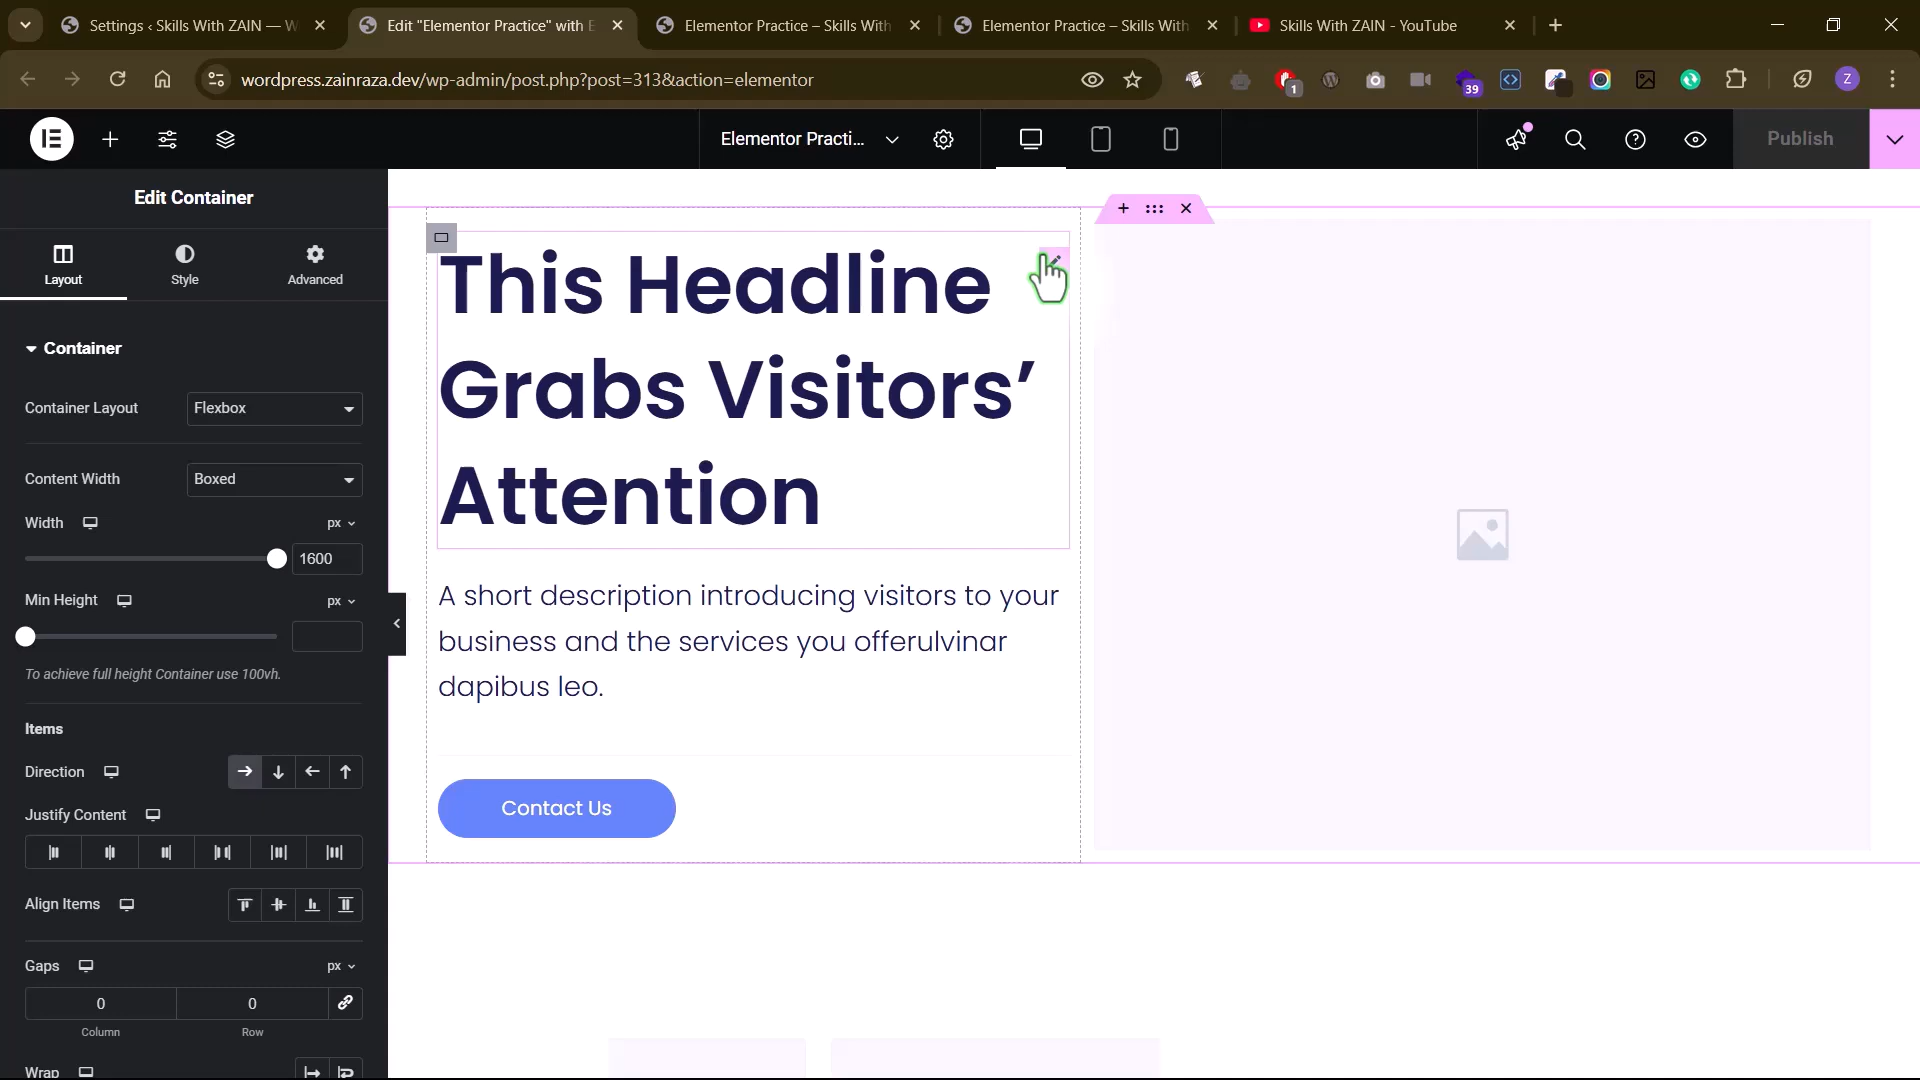 Settings ‹ Skills With ZAIN — W
Edit "Elementor Practice" with E
Elementor Practice – Skills With
Elementor Practice – Skills With
Skills With ZAIN - YouTube
wordpress.zainraza.dev/wp-admin/post.php?post=313&action=elementor
1
39
Z
Elementor Practi...
Publish
Edit Container
Layout
Style
Advanced
Container
Container Layout
Flexbox
Content Width
Boxed
Width
px
1600
Min Height
px
To achieve full height Container use 100vh.
Items
Direction
Justify Content
Align Items
Gaps
px
0
0
Column
Row
Wrap
This Headline
Grabs Visitors’
Attention
A short description introducing visitors to your
business and the services you offerulvinar
dapibus leo.
Contact Us